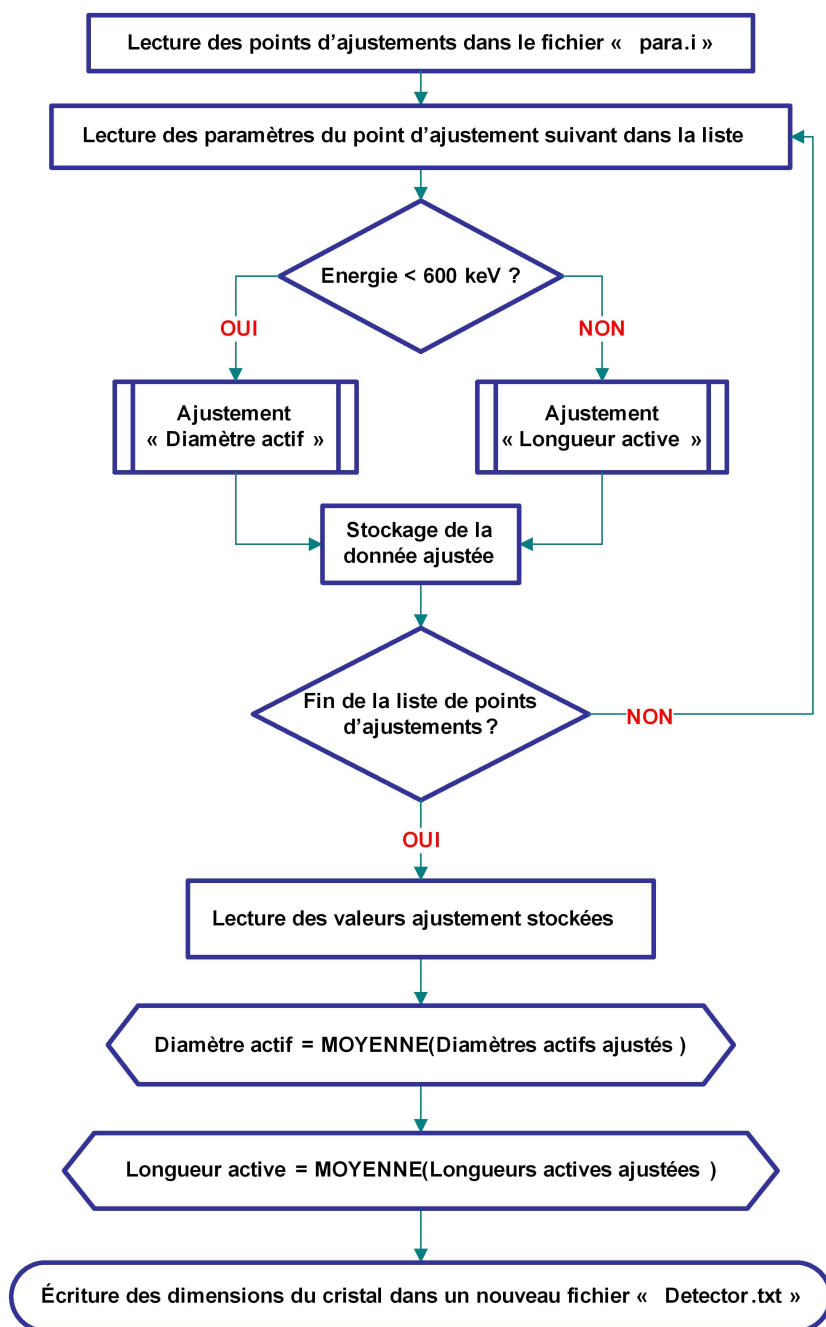 Lecture des points d’ajustements dans le fichier « para.i »
Lecture des paramètres du point d’ajustement suivant dans la liste
Energie < 600 keV ?
OUI
NON
Ajustement
« Diamètre actif »
Ajustement
« Longueur active »
Stockage de la
donnée ajustée
Fin de la liste de points
d’ajustements ?
NON
OUI
Lecture des valeurs ajustement stockées
Diamètre actif = MOYENNE(Diamètres actifs ajustés )
Longueur active = MOYENNE(Longueurs actives ajustées )
Écriture des dimensions du cristal dans un nouveau fichier « Detector.txt »